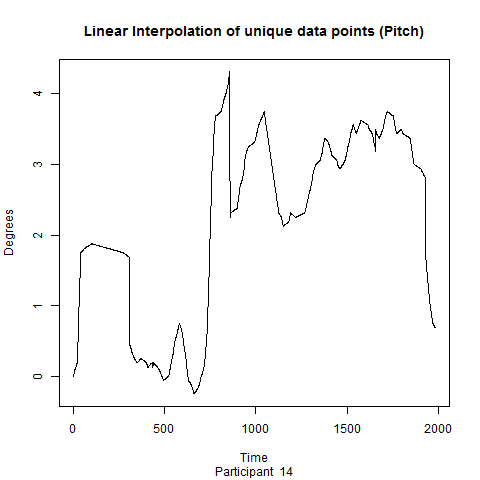 Linear Interpolation of unique data points (Pitch)
Degrees
4
3
2
1
0
0 500 1000 1500 2000
Time
Participant 14